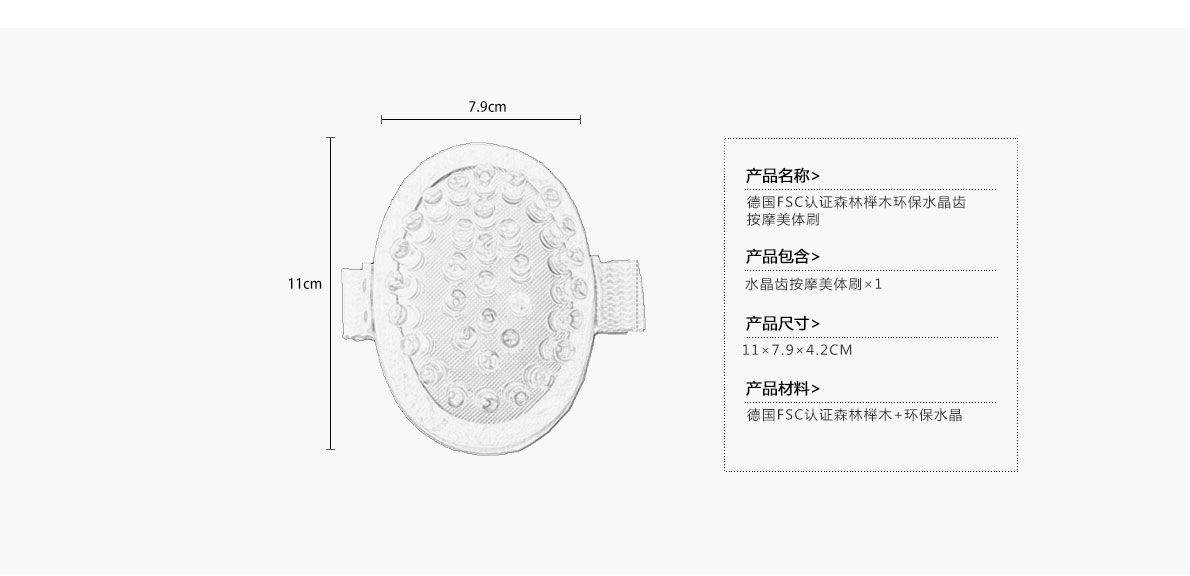 7.9cm
11cm
产品名称>
德国FSC认证森林榉木环保水晶齿
按摩美体刷
产品包含>
水晶齿按摩美体刷×1
产品尺寸>
11×7.9×4.2CM
产品材料>
德国FSC认证森林榉木+环保水晶